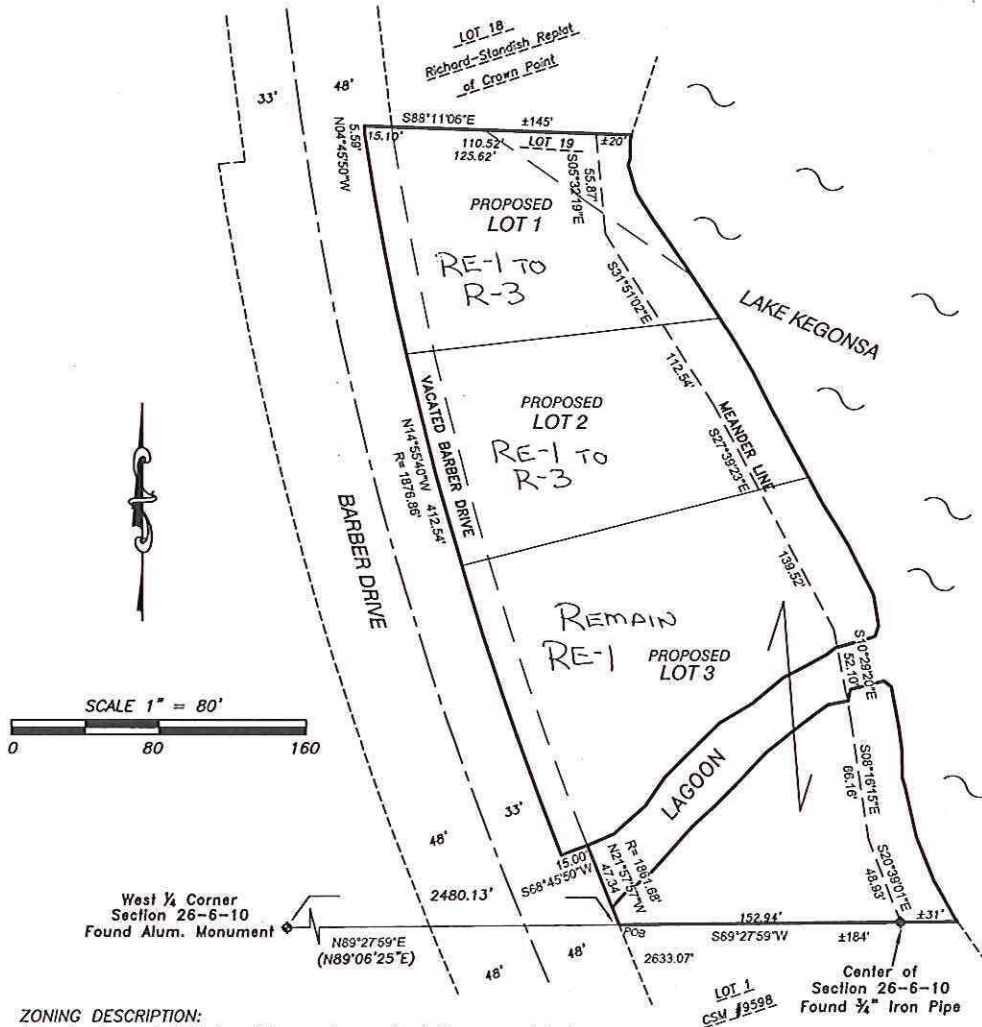 LOT 18
Richard-Standish Replat
of Crown Point
33'
48'
S88°11'06"E
±145'
5.59'
N04°45'50"W
15.10'
110.52'
125.62'
LOT 19
±20'
55.87'
S05°32'19"E
PROPOSED
LOT 1
RE-1 TO
R-3
S31°51'02"E
LAKE KEGONSA
112.54'
MEANDER LINE
S27°39'23"E
PROPOSED
LOT 2
RE-1 TO
R-3
VACATED BARBER DRIVE
N14°55'40"W 412.54'
R= 1876.86'
BARBER DRIVE
139.52'
REMAIN
RE-1
PROPOSED
LOT 3
S10°29'20"E
52.10'
SCALE 1" = 80'
0
80
160
LAGOON
S08°16'15"E
66.16'
33'
48'
15.00'
S68°45'50"W
R= 1861.68'
N21°57'57"W
47.34'
S20°39'01"E
48.93'
West ¼ Corner
Section 26-6-10
Found Alum. Monument
2480.13'
N89°27'59"E
(N89°06'25"E)
POB
152.94'
±31'
S89°27'59"W
±184'
48'
48'
2633.07'
LOT 1
CSM #9598
Center of
Section 26-6-10
Found ¾" Iron Pipe
ZONING DESCRIPTION: